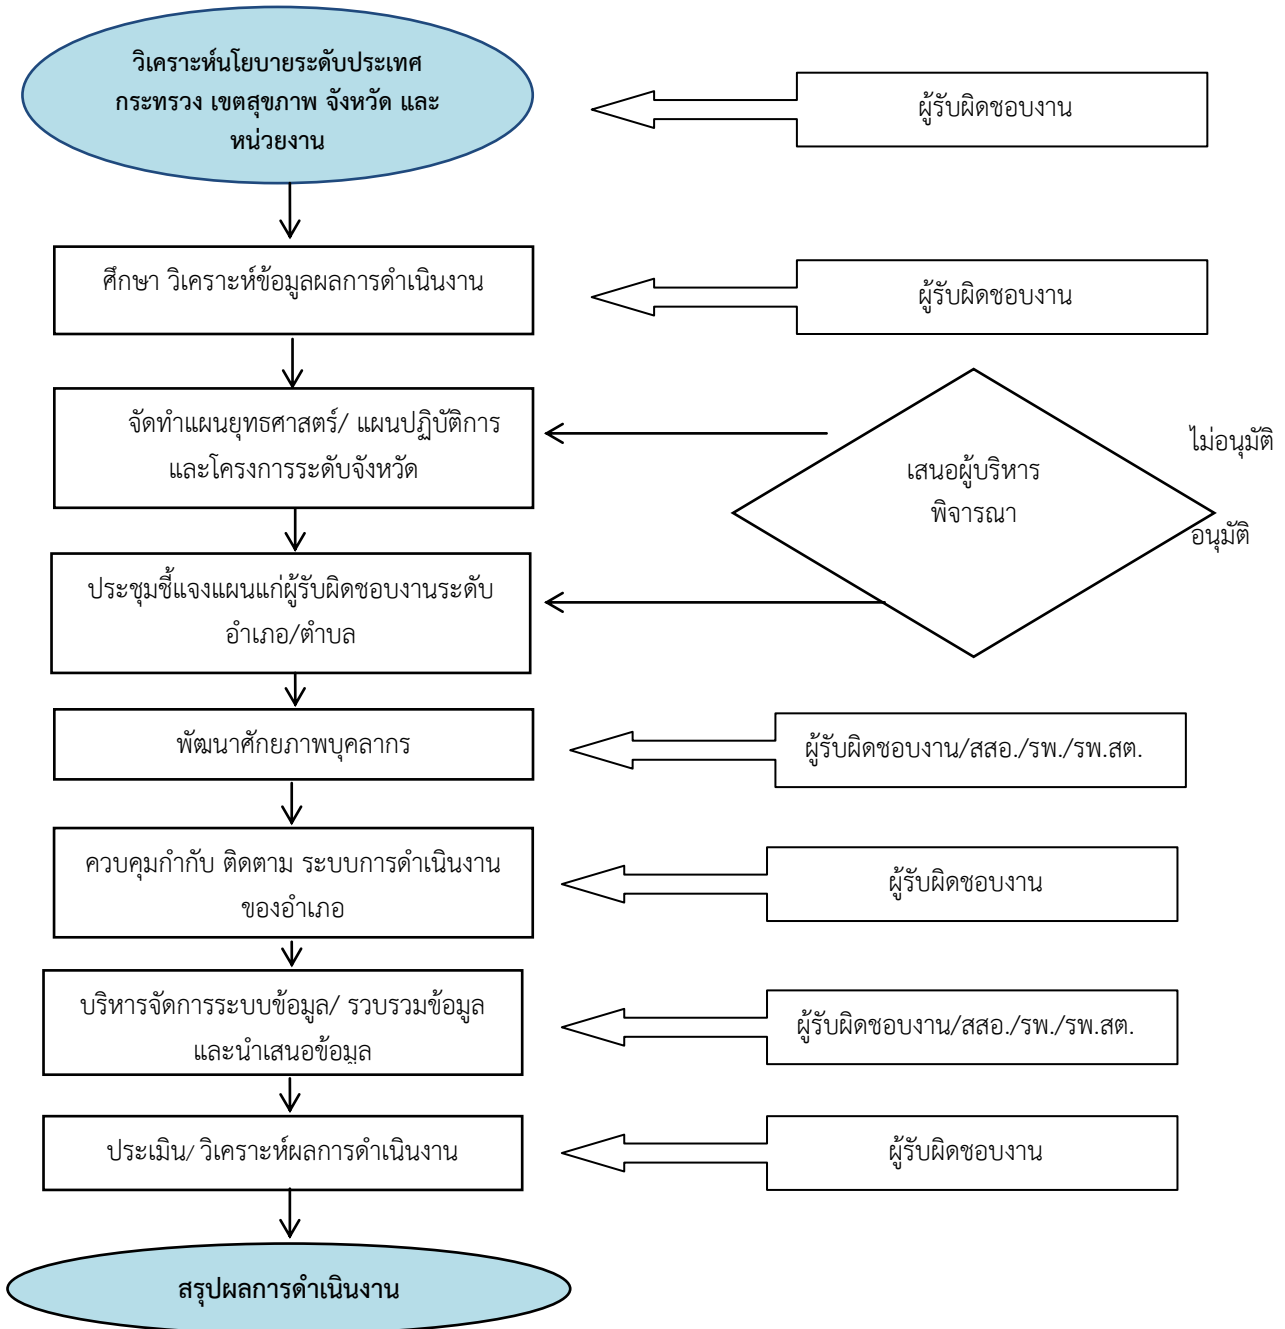 วิเคราะห์นโยบายระดับประเทศ
กระทรวง เขตสุขภาพ จังหวัด และ
หน่วยงาน
ผู้รับผิดชอบงาน
ศึกษา วิเคราะห์ข้อมูลผลการดำเนินงาน
ผู้รับผิดชอบงาน
จัดทำแผนยุทธศาสตร์/ แผนปฏิบัติการ
และโครงการระดับจังหวัด
เสนอผู้บริหาร
พิจารณา
ไม่อนุมัติ
อนุมัติ
ประชุมชี้แจงแผนแก่ผู้รับผิดชอบงานระดับ
อำเภอ/ตำบล
พัฒนาศักยภาพบุคลากร
ผู้รับผิดชอบงาน/สสอ./รพ./รพ.สต.
ควบคุมกำกับ ติดตาม ระบบการดำเนินงาน
ของอำเภอ
ผู้รับผิดชอบงาน
บริหารจัดการระบบข้อมูล/ รวบรวมข้อมูล
และนำเสนอข้อมูล
ผู้รับผิดชอบงาน/สสอ./รพ./รพ.สต.
ประเมิน/ วิเคราะห์ผลการดำเนินงาน
ผู้รับผิดชอบงาน
สรุปผลการดำเนินงาน